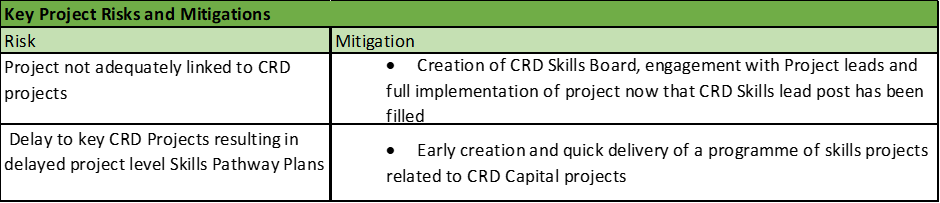 Key Project Risks and Mitigations
Risk
Mitigation
Project not adequately linked to CRD
projects
• Creation of CRD Skills Board, engagement with Project leads and
full implementation of project now that CRD Skills lead post has been
filled
Delay to key CRD Projects resulting in
delayed project level Skills Pathway Plans
• Early creation and quick delivery of a programme of skills projects
related to CRD Capital projects